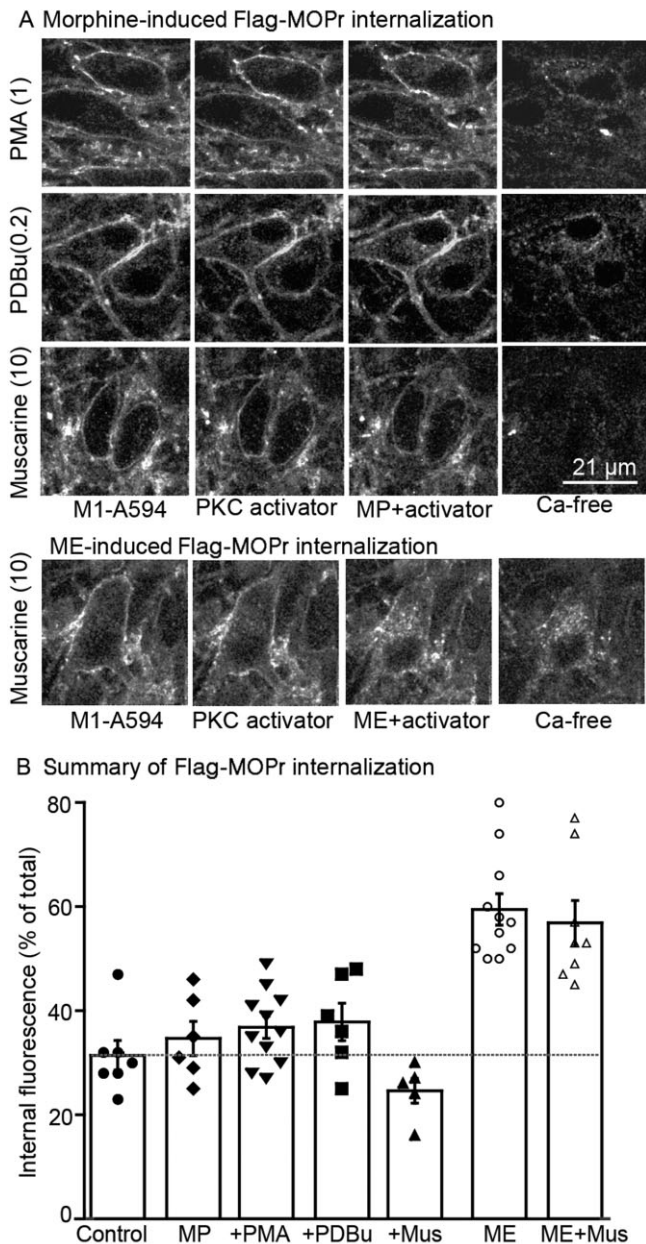 A Morphine-induced Flag-MOPr internalization
PMA (1)
PDBu(0.2)
Muscarine (10)
21 µm
M1-A594 PKC activator MP+activator Ca-free
ME-induced Flag-MOPr internalization
Muscarine (10)
M1-A594 PKC activator ME+activator Ca-free
B Summary of Flag-MOPr internalization
Internal fluorescence (% of total)
80
60
40
20
0
Control MP +PMA +PDBu +Mus ME ME+Mus